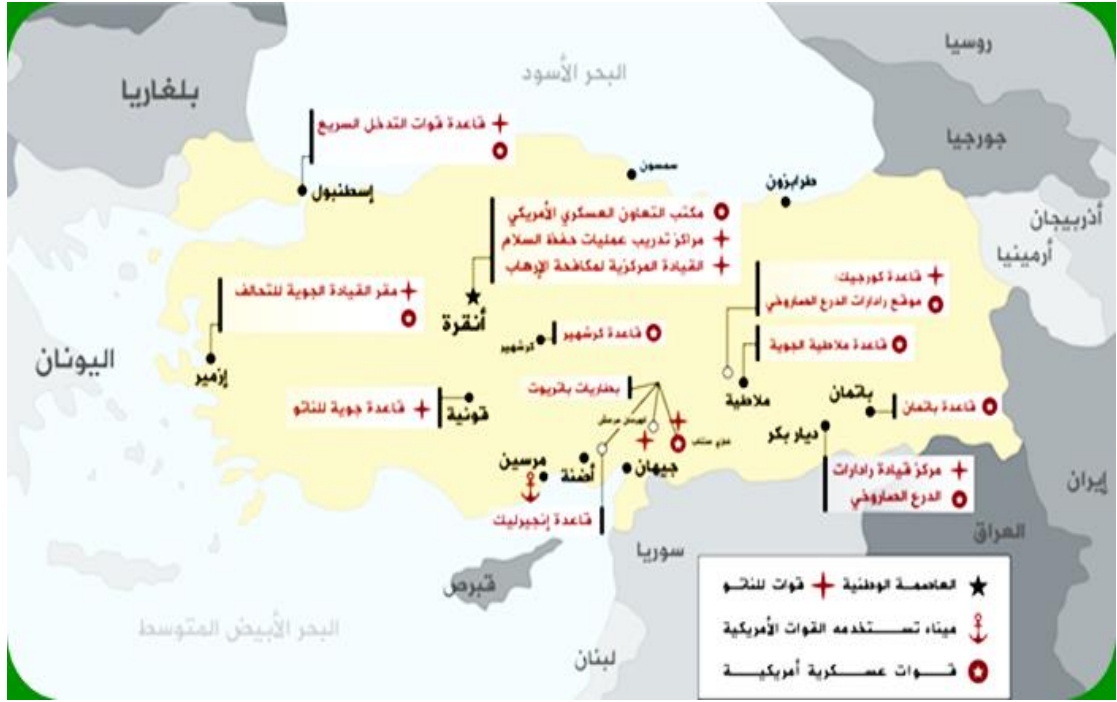 روسيا
البحر الأسود
بلغاريا
جورجيا
قاعدة قوات التدخل السريع
إسطنبول
سمسون
طرابزون
أذربيجان
أرمينيا
مكتب التعاون العسكري الأمريكي
مراكز تدريب عمليات حفظ السلام
القيادة المركزية لمكافحة الإرهاب
أنقرة
قاعدة كورجيك:
موقع رادارات الدرع الصاروخي
مقر القيادة الجوية للتحالف
إزمير
اليونان
قاعدة كرشهير
كرشهير
قاعدة ملاطية الجوية
ملاطية
بطاريات باتريوت
باتمان
قاعدة باتمان
قاعدة جوية للناتو
قونية
كهرمان مرعش
غازي عنتاب
ديار بكر
مرسين
أضنة
جيهان
مركز قيادة رادارات
الدرع الصاروخي
إيران
قاعدة إنجيرليك
العراق
سوريا
قبرص
البحر الأبيض المتوسط
لبنان
العاصمة الوطنية قوات للناتو
ميناء تستخدمه القوات الأمريكية
قوات عسكرية أمريكية